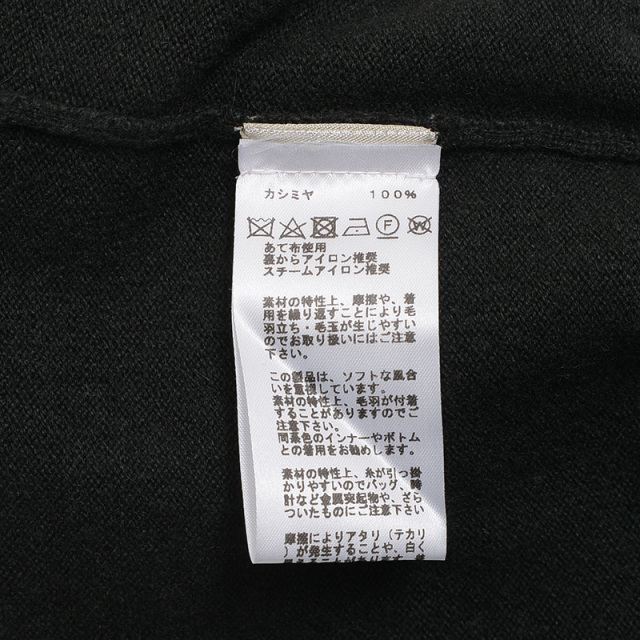 カシミヤ 100%
F W
あて布使用
裏からアイロン推奨
スチームアイロン推奨
素材の特性上、摩擦や、着
用を繰り返すことにより毛
羽立ち・毛玉が生じやすい
のでお取り扱いにはご注意
下さい。
この製品は、ソフトな風合
いを重視しています。
素材の特性上、毛羽が付着
することがありますのでご
注意下さい。
同系色のインナーやボトム
との着用をお勧めします。
素材の特性上、糸が引っ掛
かりやすいのでバッグ、時
計など金属突起物や、ざら
ついたものにご注意下さい
摩擦によりアタリ(テカリ
)が発生することや、白く